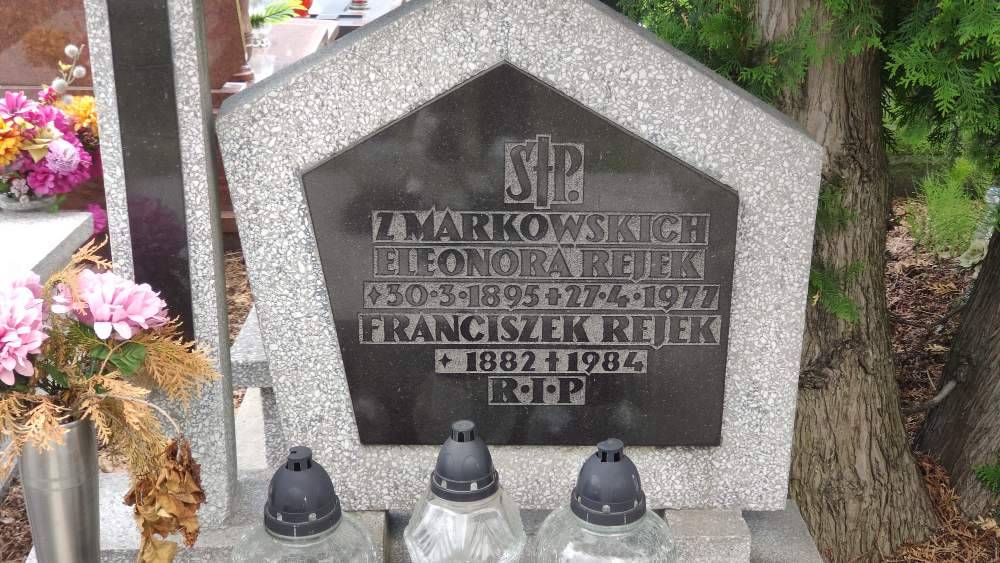 S†P.
Z MARKOWSKICH
ELEONORA REJEK
✦30·3·1895+27·4·1977
FRANCISZEK REJEK
✦ 1882 † 1984
R·I·P